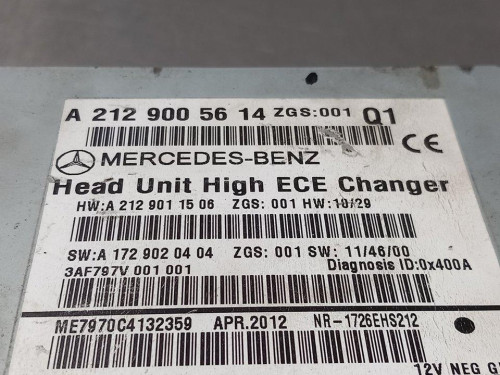 A 212 900 56 14 ZGS:001 Q1
CE
MERCEDES-BENZ
Head Unit High ECE Changer
HW:A 212 901 15 06 ZGS: 001 HW: 10/29
SW:A 172 902 04 04 ZGS: 001 SW: 11/46/00
3AF797V 001 001 Diagnosis ID:0x400A
ME7970C4132359 APR.2012 NR-1726EHS212
12V NEG